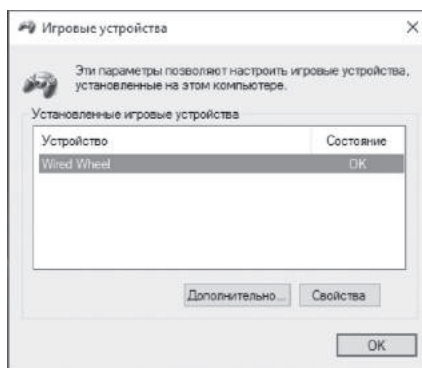 Игровые устройства
Эти параметры позволяют настроить игровые устройства,
установленные на этом компьютере.
Установленные игровые устройства
Устройство Состояние
Wired Wheel OK
Дополнительно... Свойства
OK